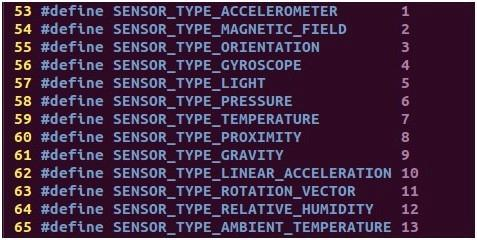 53 #define SENSOR_TYPE_ACCELEROMETER 1
54 #define SENSOR_TYPE_MAGNETIC_FIELD 2
55 #define SENSOR_TYPE_ORIENTATION 3
56 #define SENSOR_TYPE_GYROSCOPE 4
57 #define SENSOR_TYPE_LIGHT 5
58 #define SENSOR_TYPE_PRESSURE 6
59 #define SENSOR_TYPE_TEMPERATURE 7
60 #define SENSOR_TYPE_PROXIMITY 8
61 #define SENSOR_TYPE_GRAVITY 9
62 #define SENSOR_TYPE_LINEAR_ACCELERATION 10
63 #define SENSOR_TYPE_ROTATION_VECTOR 11
64 #define SENSOR_TYPE_RELATIVE_HUMIDITY 12
65 #define SENSOR_TYPE_AMBIENT_TEMPERATURE 13